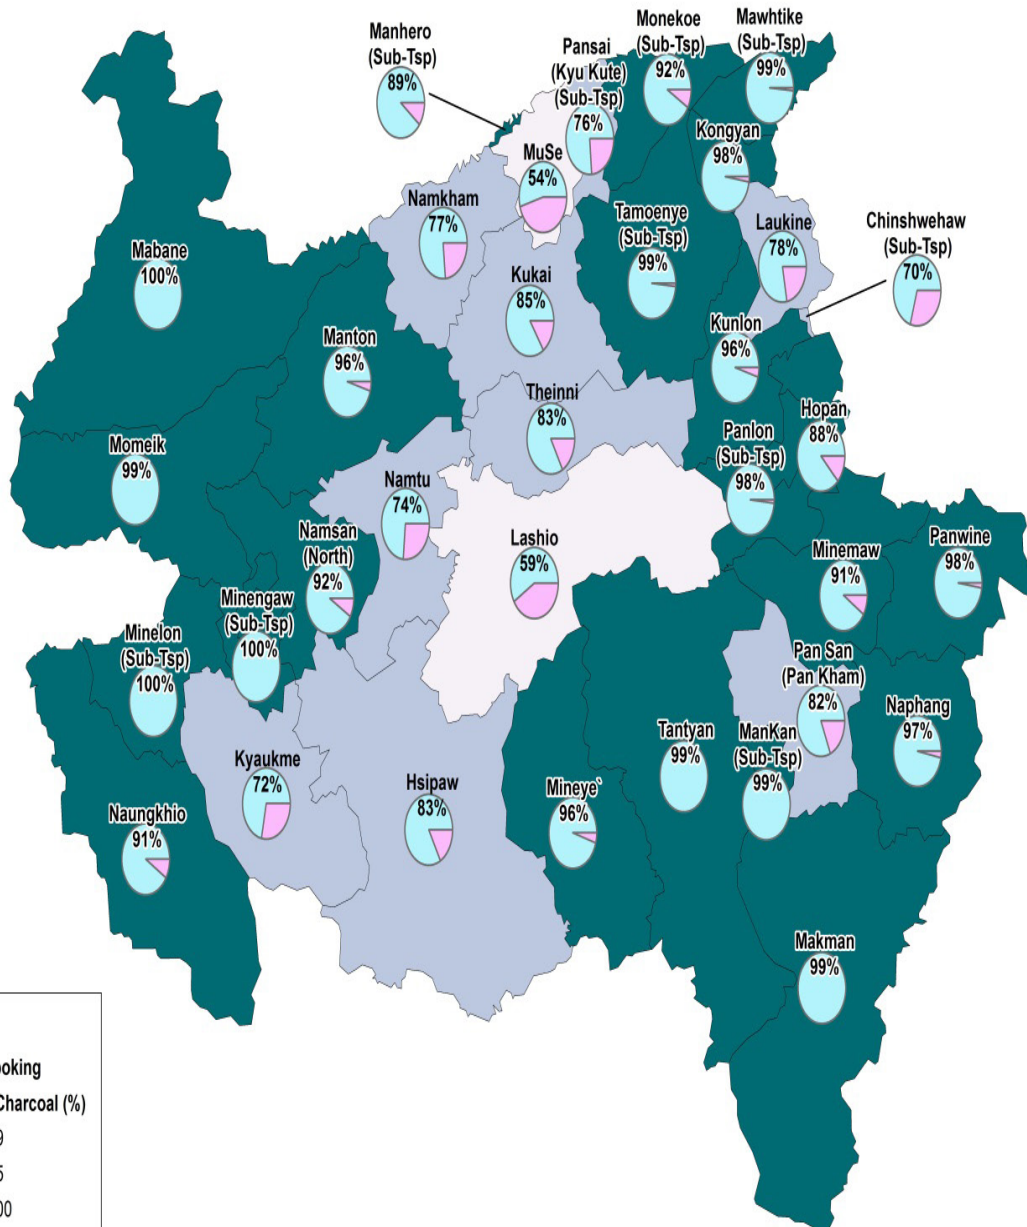 Manhero
(Sub-Tsp)
89%
Pansai
(Kyu Kute)
(Sub-Tsp)
76%
Monekoe
(Sub-Tsp)
92%
Mawhtike
(Sub-Tsp)
99%
Kongyan
98%
MuSe
54%
Namkham
77%
Tamoenye
(Sub-Tsp)
99%
Laukine
78%
Chinshwehaw
(Sub-Tsp)
70%
Mabane
100%
Kukai
85%
Manton
96%
Kunlon
96%
Theinni
83%
Hopan
88%
Panlon
(Sub-Tsp)
98%
Momeik
99%
Namtu
74%
Namsan
(North)
92%
Lashio
59%
Minemaw
91%
Panwine
98%
Minengaw
(Sub-Tsp)
100%
Minelon
(Sub-Tsp)
100%
Pan San
(Pan Kham)
82%
Naphang
97%
Tantyan
99%
ManKan
(Sub-Tsp)
99%
Kyaukme
72%
Hsipaw
83%
Mineye`
96%
Naungkhio
91%
Makman
99%
ooking
Charcoal (%)
9
5
00